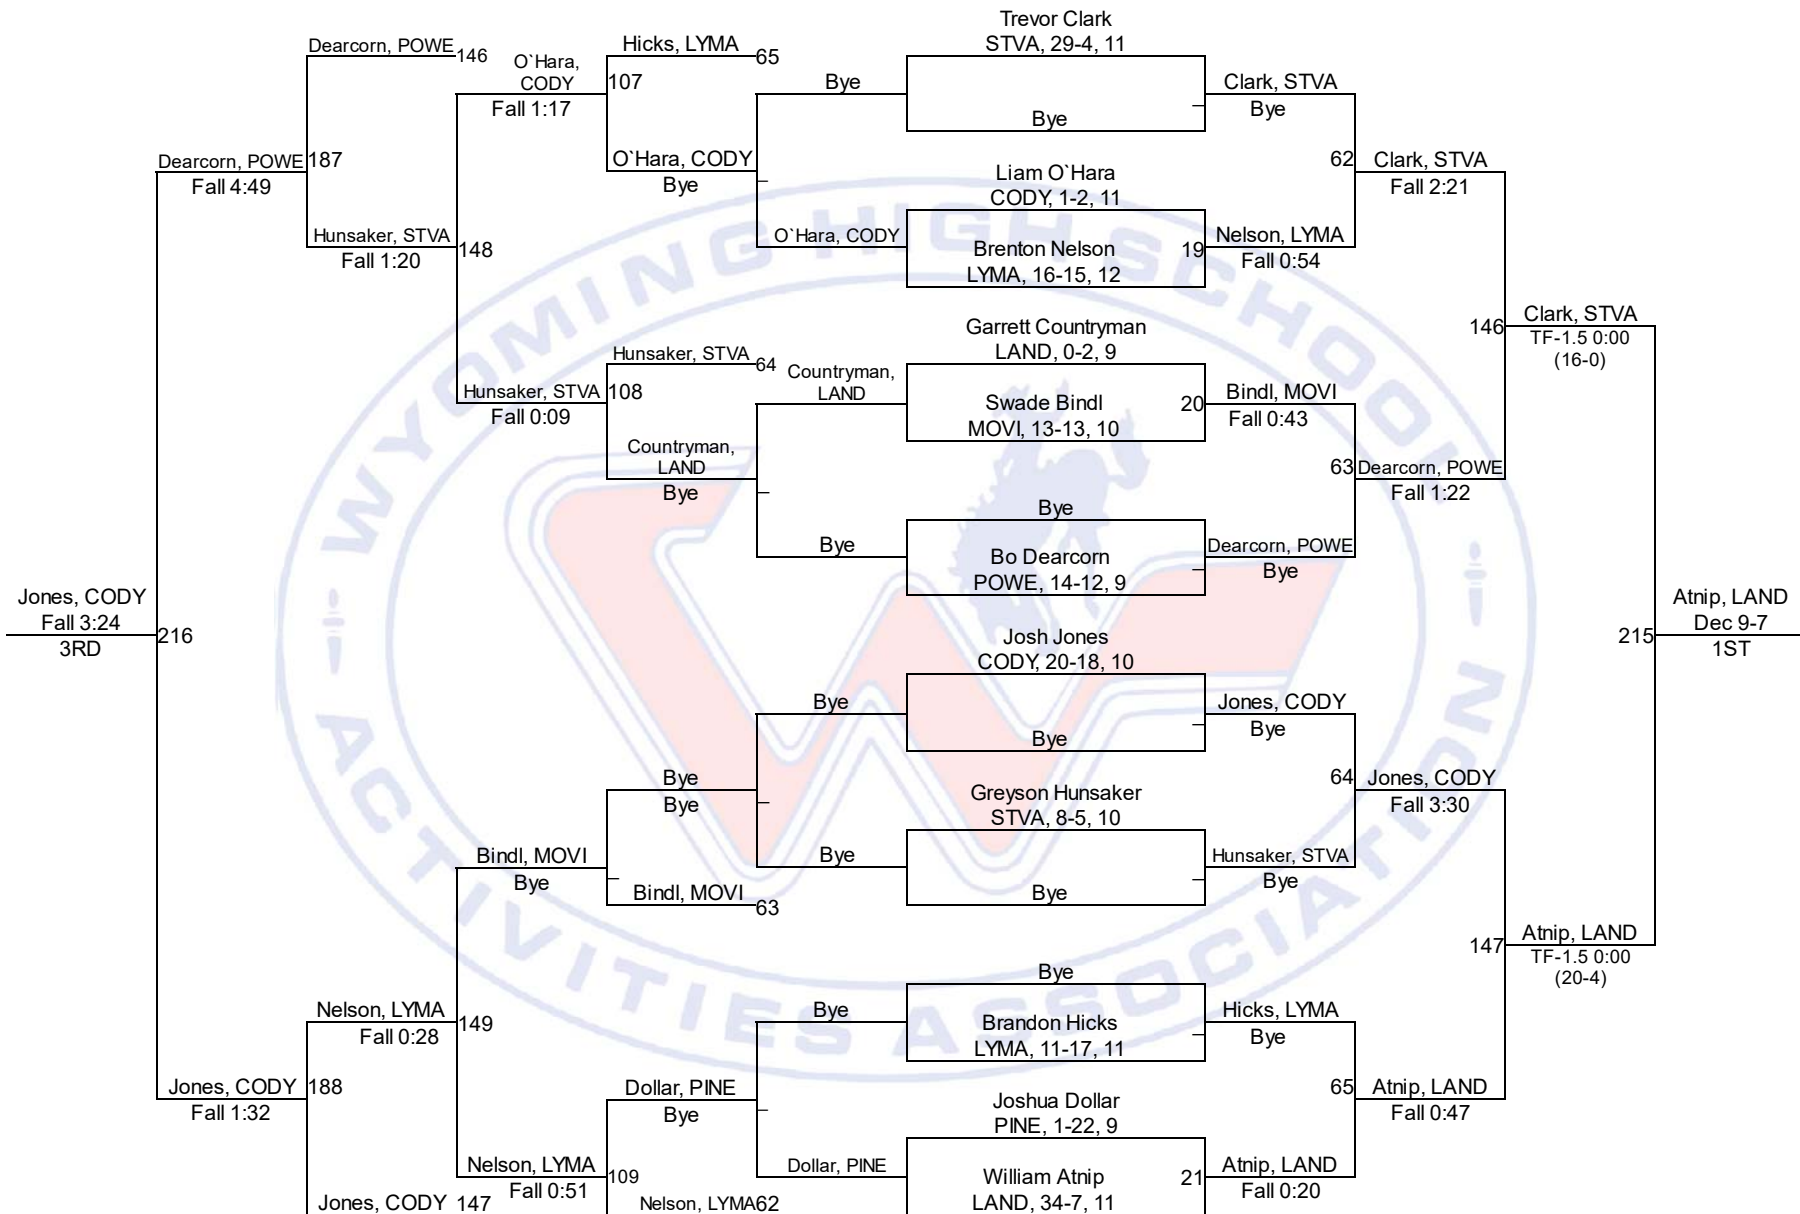 Trevor Clark
STVA, 29-4, 11
Dearcorn, POWE
146
O`Hara,
CODY
Fall 1:17
Hicks, LYMA
65
107
Bye
Bye
Clark, STVA
Bye
O`Hara, CODY
Bye
Dearcorn, POWE
187
Fall 4:49
Liam O`Hara
CODY, 1-2, 11
62
Clark, STVA
Fall 2:21
Hunsaker, STVA
148
Fall 1:20
O`Hara, CODY
Brenton Nelson
LYMA, 16-15, 12
19
Nelson, LYMA
Fall 0:54
Garrett Countryman
LAND, 0-2, 9
146
Clark, STVA
TF-1.5 0:00
(16-0)
Hunsaker, STVA
64
Countryman,
LAND
Hunsaker, STVA
108
Fall 0:09
Swade Bindl
MOVI, 13-13, 10
20
Bindl, MOVI
Fall 0:43
Countryman,
LAND
Bye
63
Dearcorn, POWE
Fall 1:22
Bye
Bye
Bo Dearcorn
POWE, 14-12, 9
Dearcorn, POWE
Bye
Jones, CODY
Fall 3:24
3RD
216
Josh Jones
CODY, 20-18, 10
215
Atnip, LAND
Dec 9-7
1ST
Bye
Bye
Jones, CODY
Bye
Bye
Bye
Greyson Hunsaker
STVA, 8-5, 10
64
Jones, CODY
Fall 3:30
Bindl, MOVI
Bye
Bye
Bye
Hunsaker, STVA
Bye
Bindl, MOVI
63
147
Atnip, LAND
TF-1.5 0:00
(20-4)
Bye
Nelson, LYMA
149
Fall 0:28
Bye
Brandon Hicks
LYMA, 11-17, 11
Hicks, LYMA
Bye
Jones, CODY
188
Fall 1:32
Dollar, PINE
Bye
Joshua Dollar
PINE, 1-22, 9
65
Atnip, LAND
Fall 0:47
Nelson, LYMA
109
Fall 0:51
Dollar, PINE
William Atnip
LAND, 34-7, 11
21
Atnip, LAND
Fall 0:20
Jones, CODY
147
Nelson, LYMA
62
WYOMING HIGH SCHOOL
ACTIVITIES ASSOCIATION